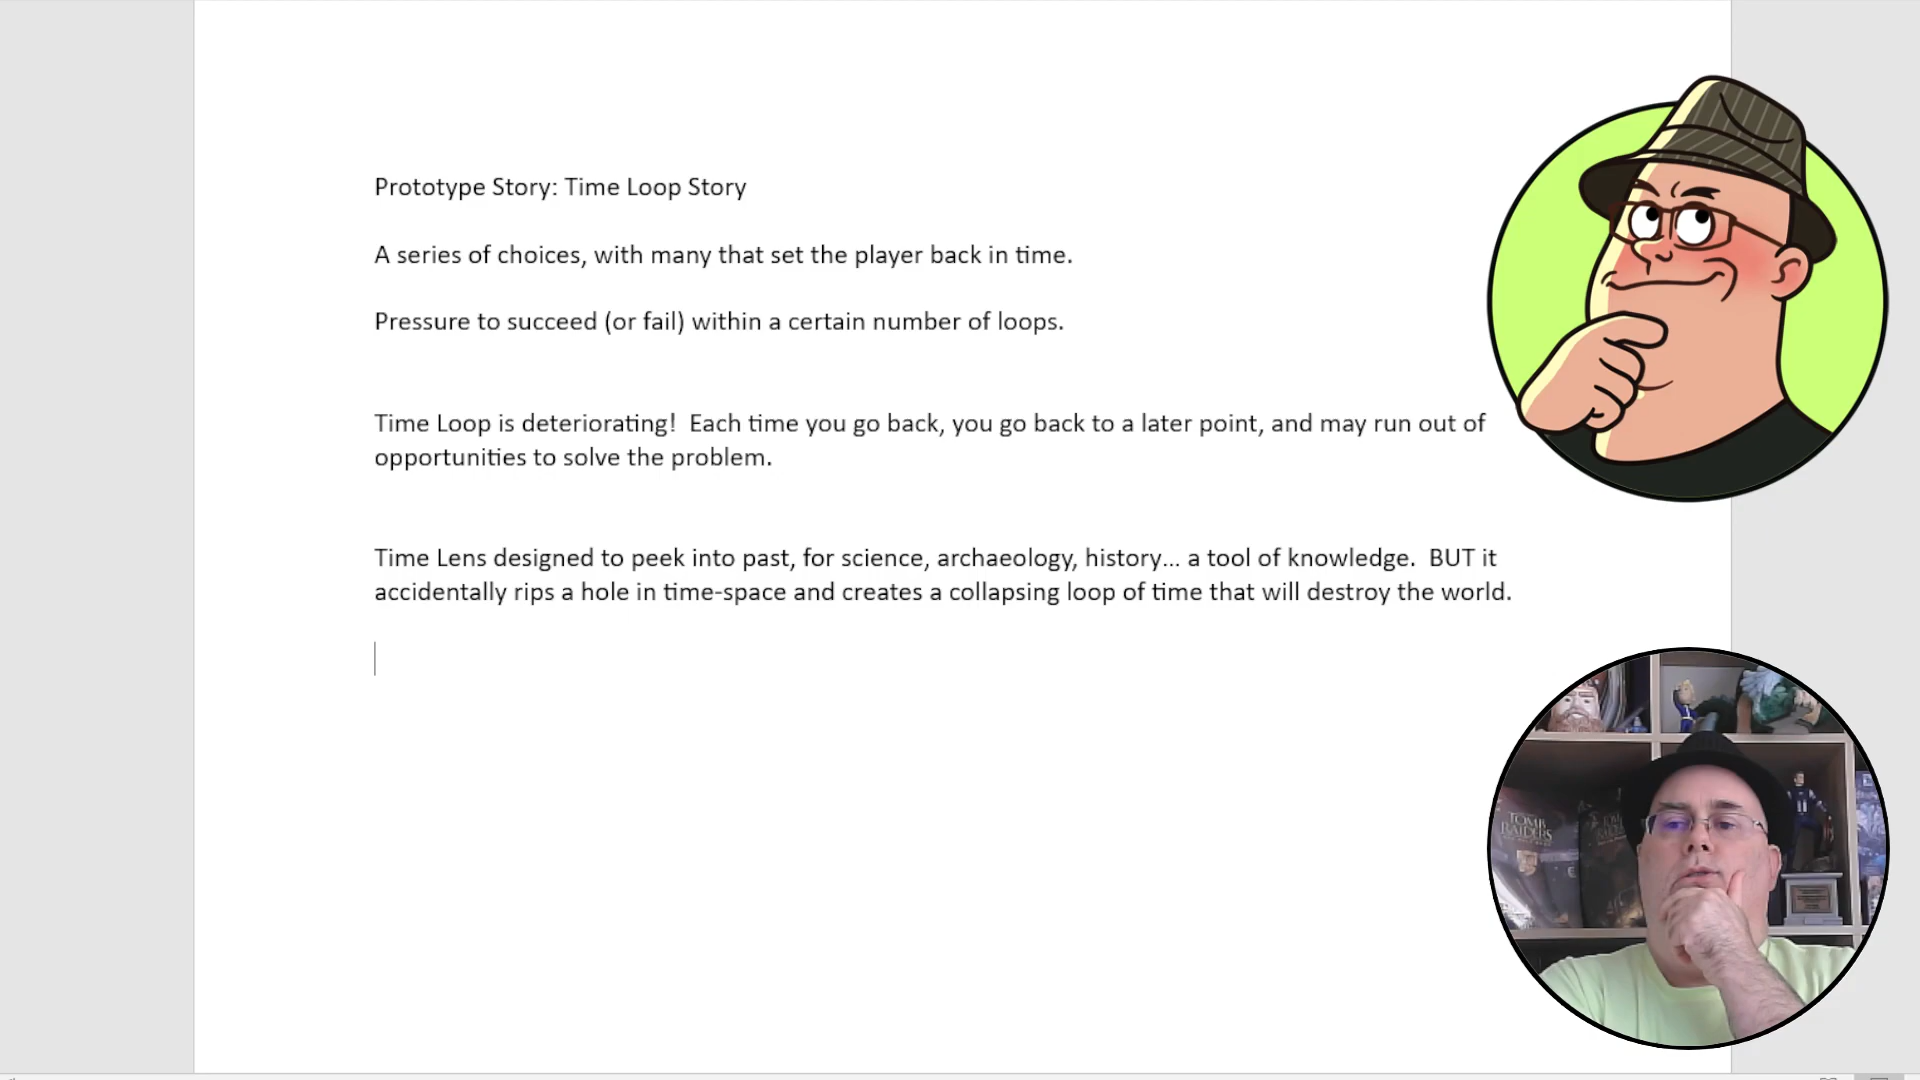 Prototype Story: Time Loop Story
A series of choices, with many that set the player back in time.
Pressure to succeed (or fail) within a certain number of loops.
Time Loop is deteriorating!  Each time you go back, you go back to a later point, and may run out of
opportunities to solve the problem.
Time Lens designed to peek into past, for science, archaeology, history… a tool of knowledge.  BUT it
accidentally rips a hole in time-space and creates a collapsing loop of time that will destroy the world.
TOMB
RAIDERS